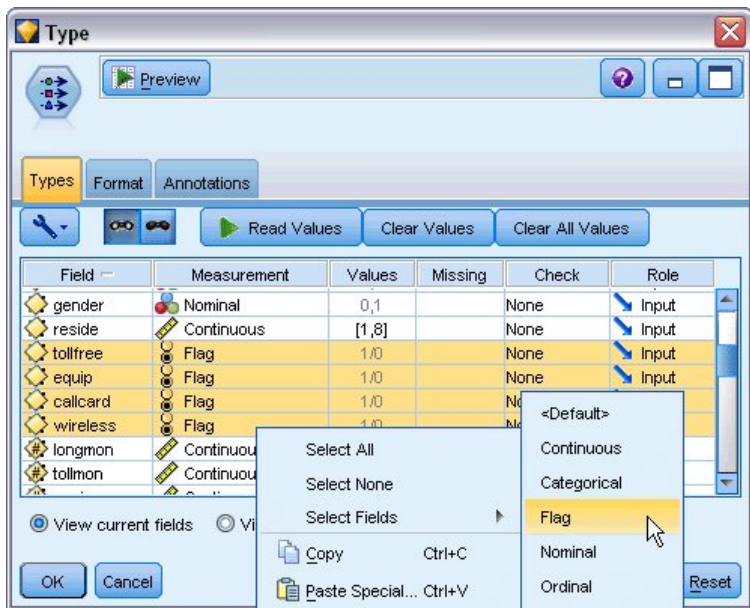 Type
Preview
Types Format Annotations
Read Values Clear Values Clear All Values
Field Measurement Values Missing Check Role
gender Nominal 0,1 None Input
reside Continuous [1,8] None Input
tollfree Flag 1/0 None Input
equip Flag 1/0 None Input
callcard Flag 1/0
wireless Flag 1/0
longmon
tollmon
View current fields
OK Cancel Reset
Select All
Select None
Select Fields
Copy Ctrl+C
Paste Special... Ctrl+V
<Default>
Continuous
Categorical
Flag
Nominal
Ordinal